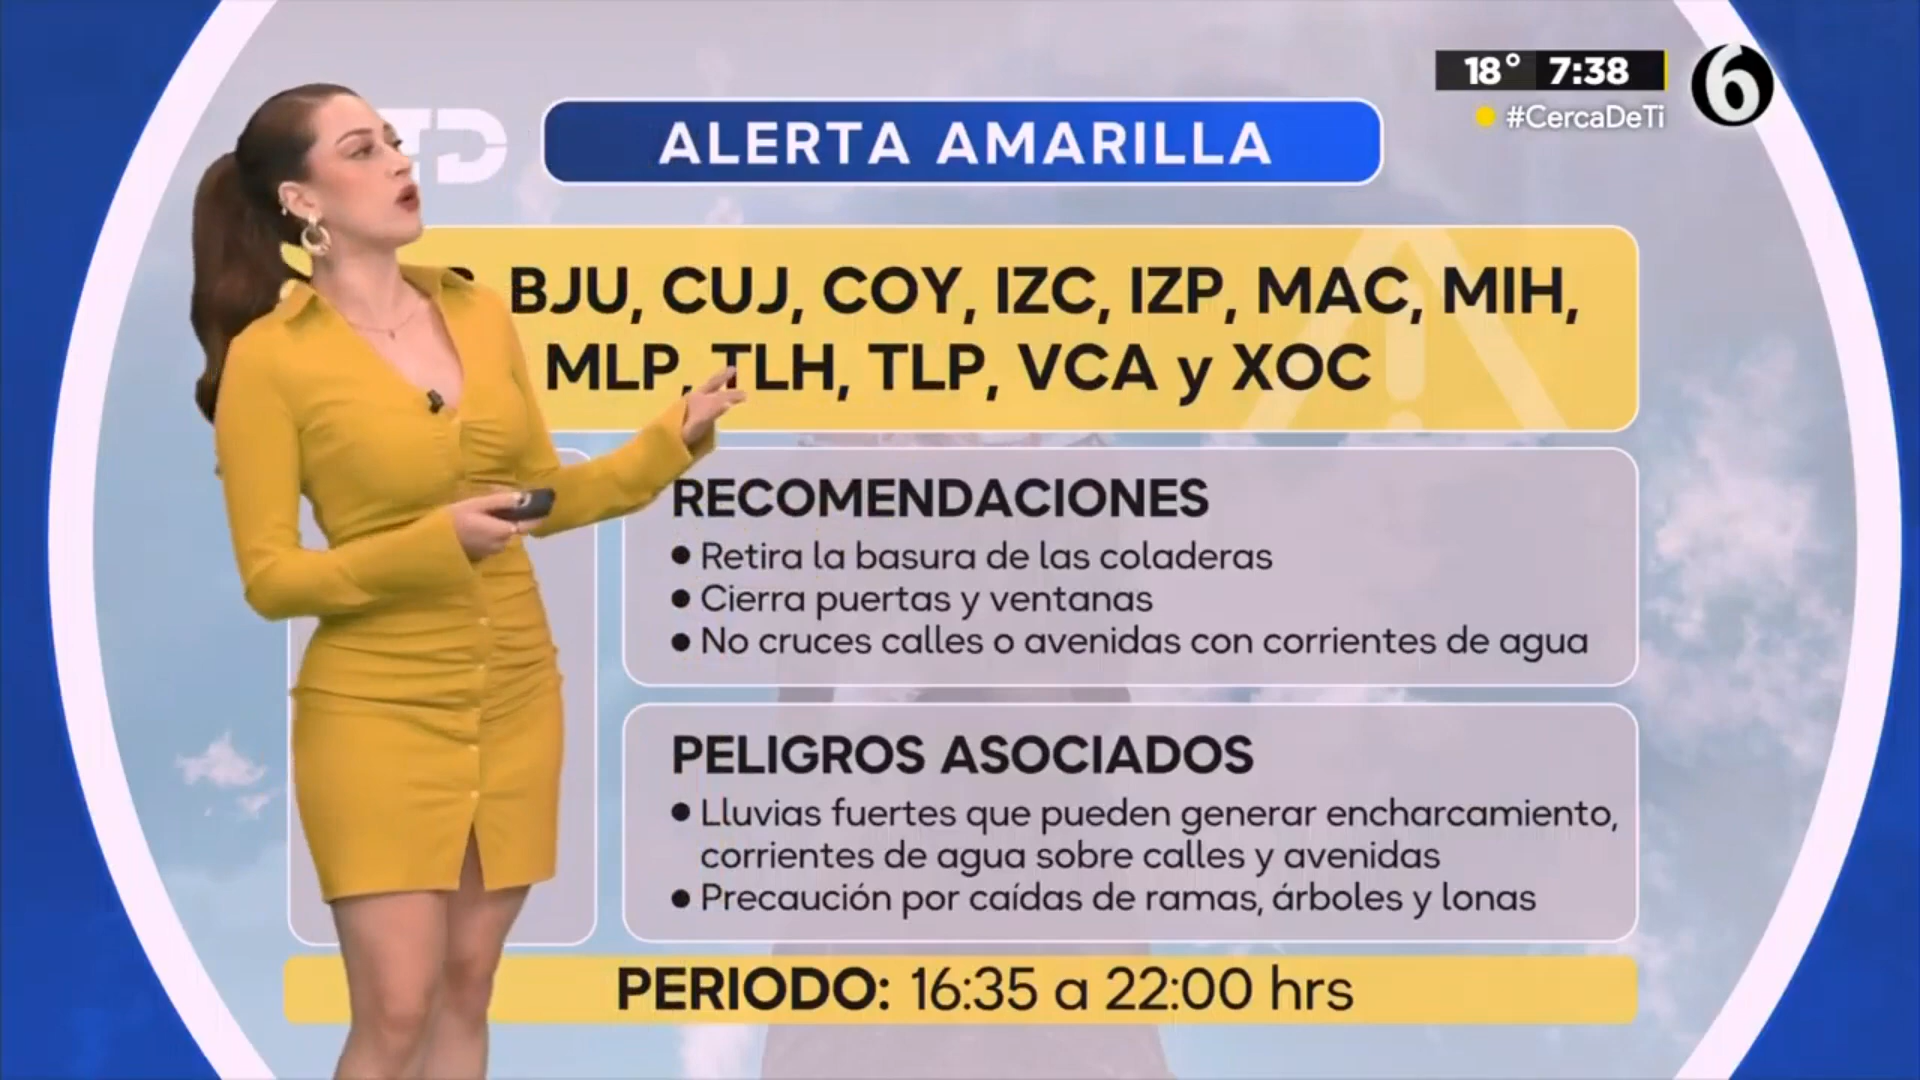 18° 7:38
6
#CercaDeTi
ALERTA AMARILLA
BJU, CUJ, COY, IZC, IZP, MAC, MIH,
MLP, TLH, TLP, VCA y XOC
RECOMENDACIONES
● Retira la basura de las coladeras
● Cierra puertas y ventanas
● No cruces calles o avenidas con corrientes de agua
PELIGROS ASOCIADOS
● Lluvias fuertes que pueden generar encharcamiento,
corrientes de agua sobre calles y avenidas
● Precaución por caídas de ramas, árboles y lonas
PERIODO: 16:35 a 22:00 hrs